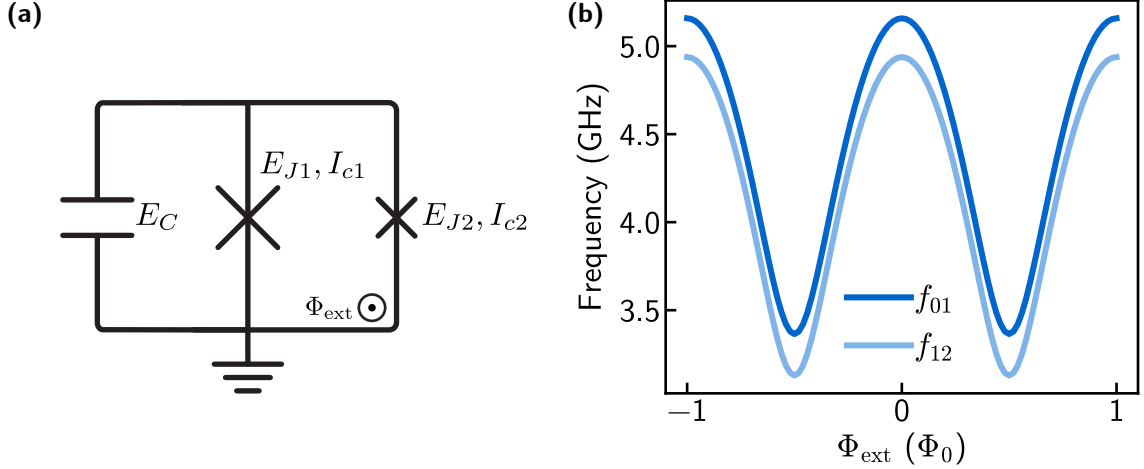 (a)
E_C
E_{J1}, I_{c1}
E_{J2}, I_{c2}
Φ_ext
(b)
Frequency (GHz)
5.0
4.5
4.0
3.5
f_{01}
f_{12}
−1
0
1
Φ_ext (Φ_0)